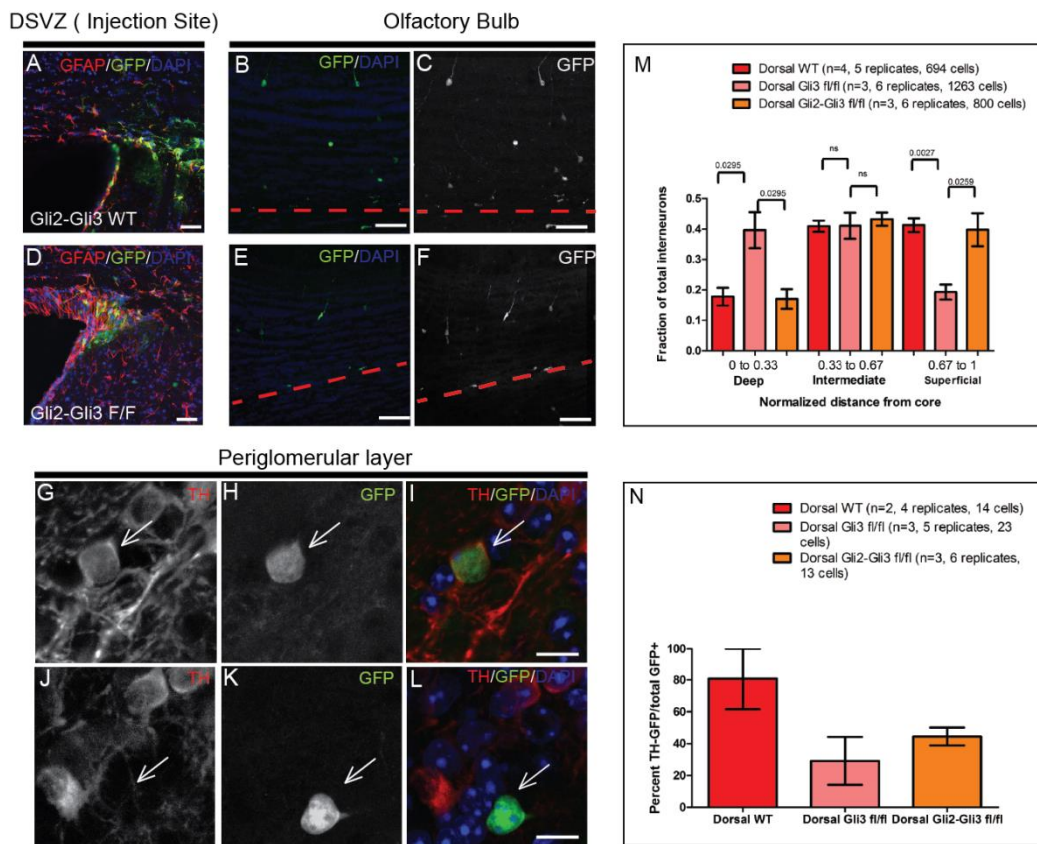 DSVZ ( Injection Site)
Olfactory Bulb
A
GFAP/GFP/DAPI
Gli2-Gli3 WT
B
GFP/DAPI
C
GFP
D
GFAP/GFP/DAPI
Gli2-Gli3 F/F
E
GFP/DAPI
F
GFP
Periglomerular layer
G
TH
H
GFP
I
TH/GFP/DAPI
J
TH
K
GFP
L
TH/GFP/DAPI
M
Dorsal WT (n=4, 5 replicates, 694 cells)
Dorsal Gli3 fl/fl (n=3, 6 replicates, 1263 cells)
Dorsal Gli2-Gli3 fl/fl (n=3, 6 replicates, 800 cells)
0.0295
0.0295
ns
ns
0.0027
0.0259
Fraction of total interneurons
0.5
0.4
0.3
0.2
0.1
0.0
0 to 0.33
0.33 to 0.67
0.67 to 1
Deep
Intermediate
Superficial
Normalized distance from core
N
Dorsal WT (n=2, 4 replicates, 14 cells)
Dorsal Gli3 fl/fl (n=3, 5 replicates, 23
cells)
Dorsal Gli2-Gli3 fl/fl (n=3, 6 replicates,
13 cells)
Percent TH-GFP/total GFP+
100
80
60
40
20
0
Dorsal WT
Dorsal Gli3 fl/fl
Dorsal Gli2-Gli3 fl/fl